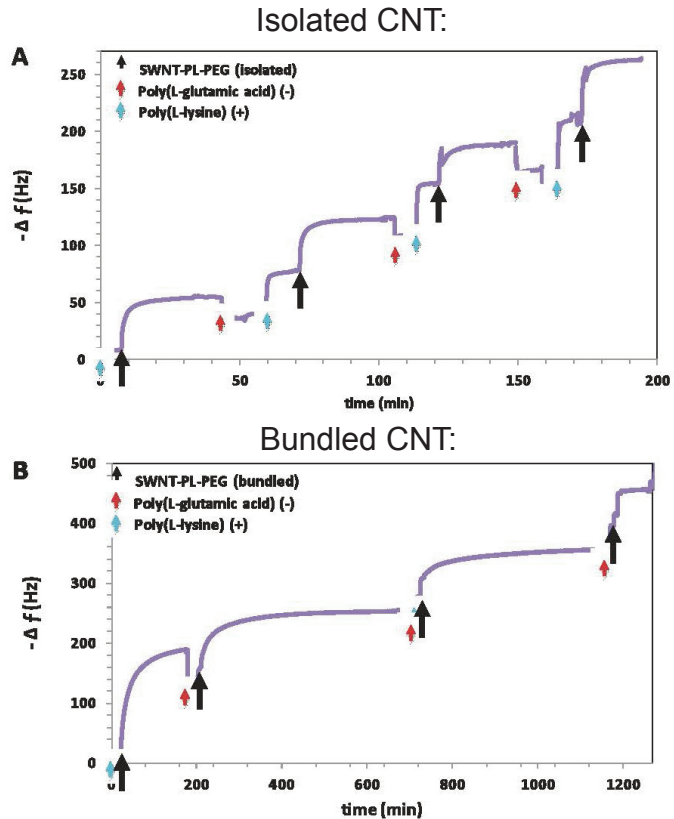 Isolated CNT:
A
SWNT-PL-PEG (isolated)
Poly(L-glutamic acid) (-)
Poly(L-lysine) (+)
250
200
150
100
50
0
-Δ f (Hz)
0 50 100 150 200
time (min)
Bundled CNT:
B
SWNT-PL-PEG (bundled)
Poly(L-glutamic acid) (-)
Poly(L-lysine) (+)
500
400
300
200
100
0
-Δ f (Hz)
0 200 400 600 800 1000 1200
time (min)